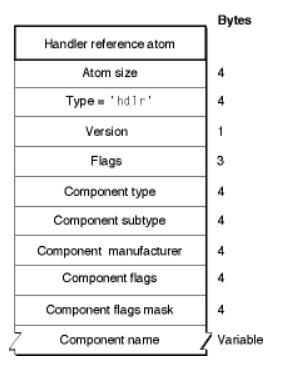 Bytes
Handler reference atom
Atom size 4
Type = 'hdlr' 4
Version 1
Flags 3
Component type 4
Component subtype 4
Component manufacturer 4
Component flags 4
Component flags mask 4
Component name Variable